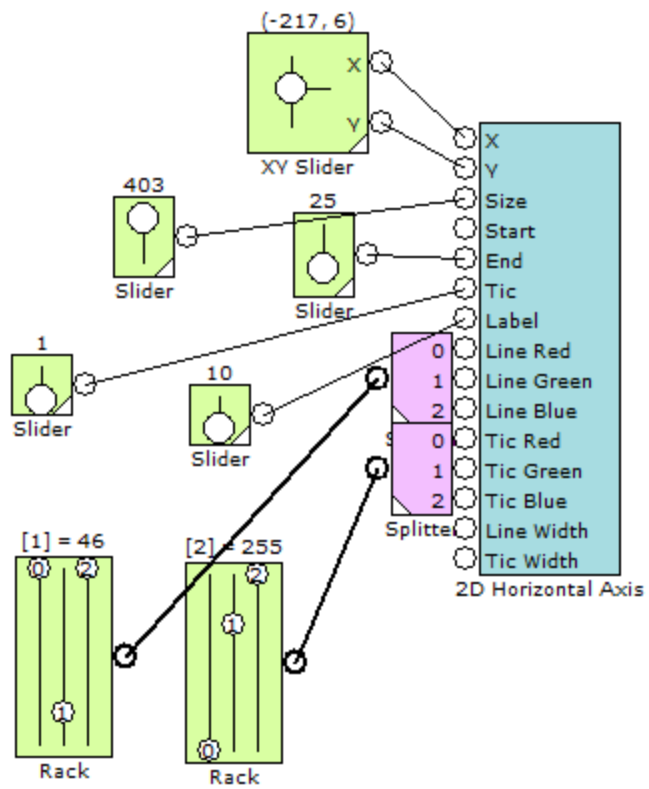 (-217, 6)
X
Y
XY Slider
403
Slider
25
Slider
1
Slider
10
Slider
X
Y
Size
Start
End
Tic
Label
Line Red
Line Green
Line Blue
Tic Red
Tic Green
Tic Blue
Line Width
Tic Width
2D Horizontal Axis
0
1
2
0
1
2
[1] = 46
0
2
1
Rack
[2] = 255
2
1
0
Rack